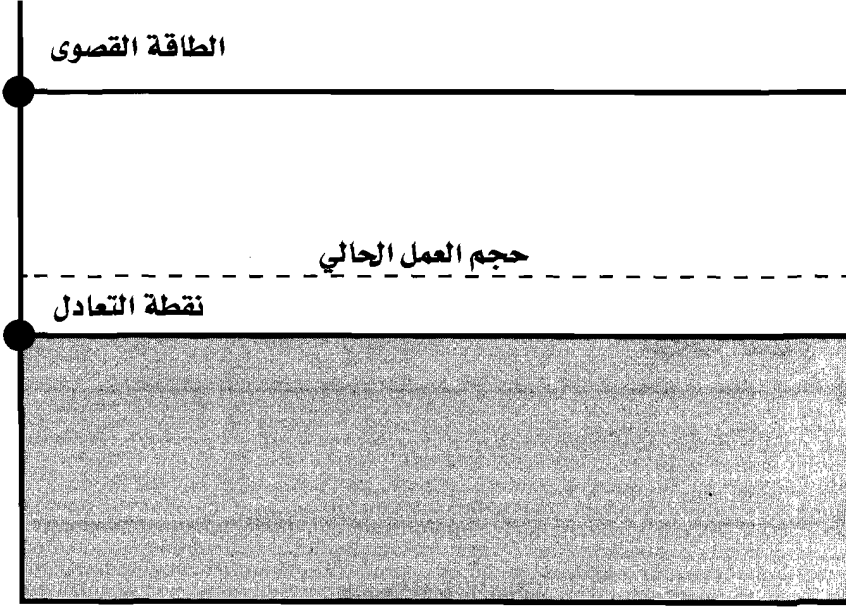 الطاقة القصوى
حجم العمل الحالي
نقطة التعادل